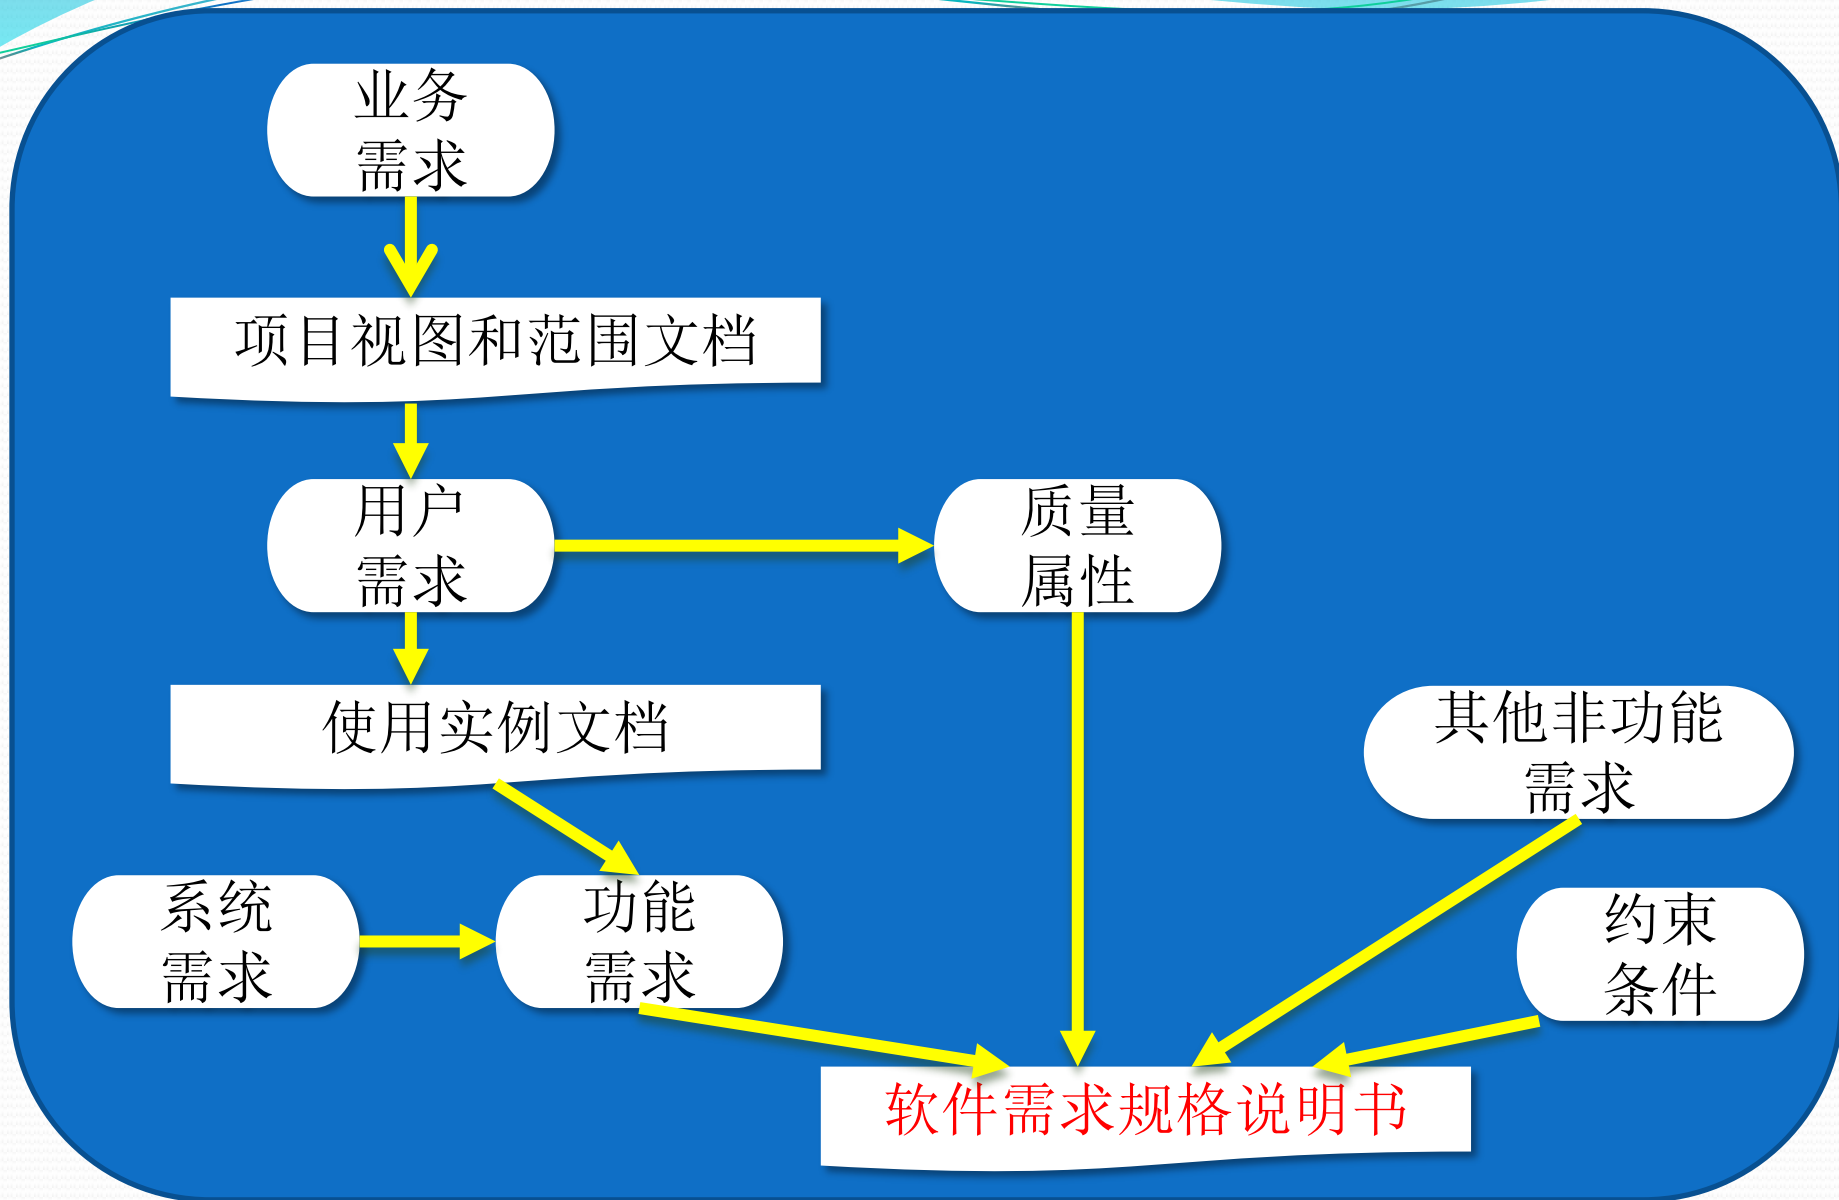 业务
需求
项目视图和范围文档
用户
需求
质量
属性
使用实例文档
其他非功能
需求
系统
需求
功能
需求
约束
条件
软件需求规格说明书